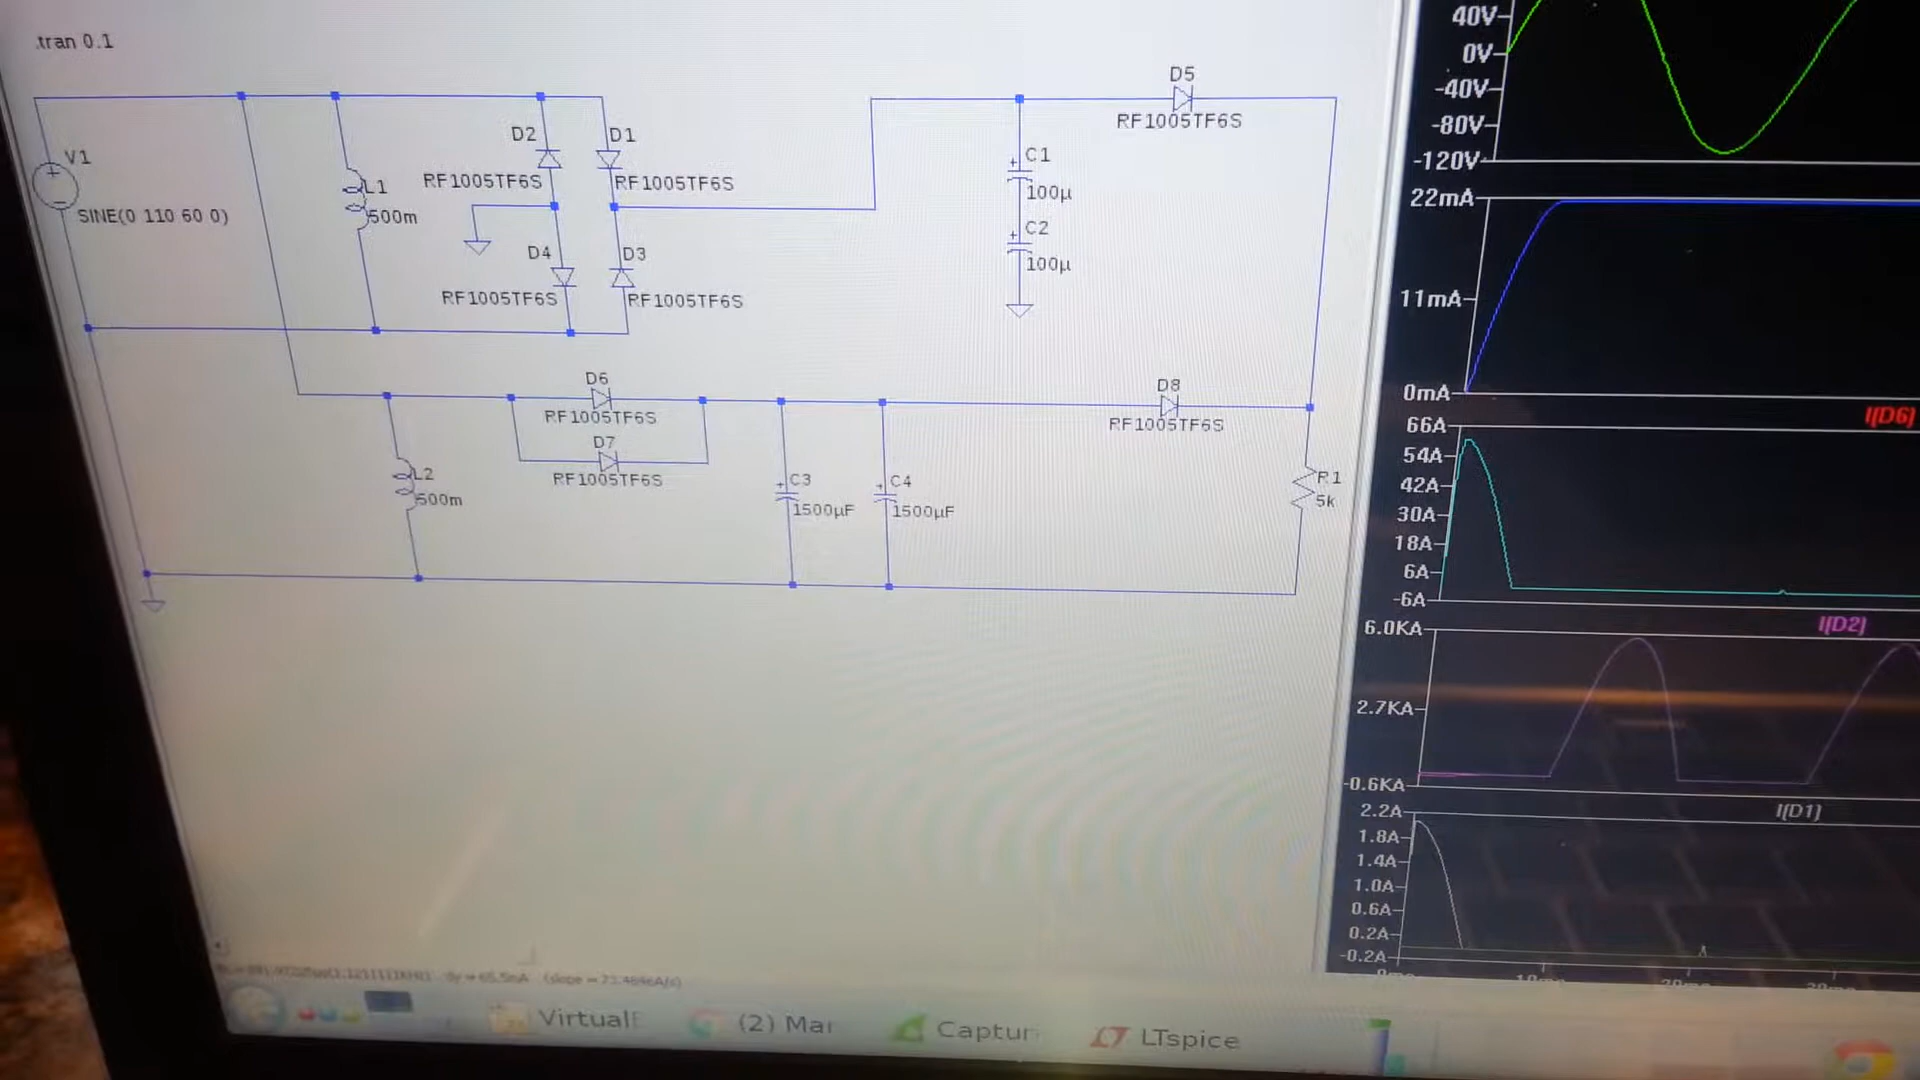 .tran 0.1
V1
SINE(0 110 60 0)
L1
500m
D2
RF1005TF6S
D1
RF1005TF6S
D4
RF1005TF6S
D3
RF1005TF6S
C1
100µ
C2
100µ
D5
RF1005TF6S
D6
RF1005TF6S
D7
RF1005TF6S
L2
500m
C3
1500µF
C4
1500µF
D8
RF1005TF6S
R1
5k
40V
0V
-40V
-80V
-120V
22mA
11mA
0mA
I(D6)
66A
54A
42A
30A
18A
6A
-6A
I(D2)
6.0KA
2.7KA
-0.6KA
I(D1)
2.2A
1.8A
1.4A
1.0A
0.6A
0.2A
-0.2A
(2) Mar
Captur
LTspice